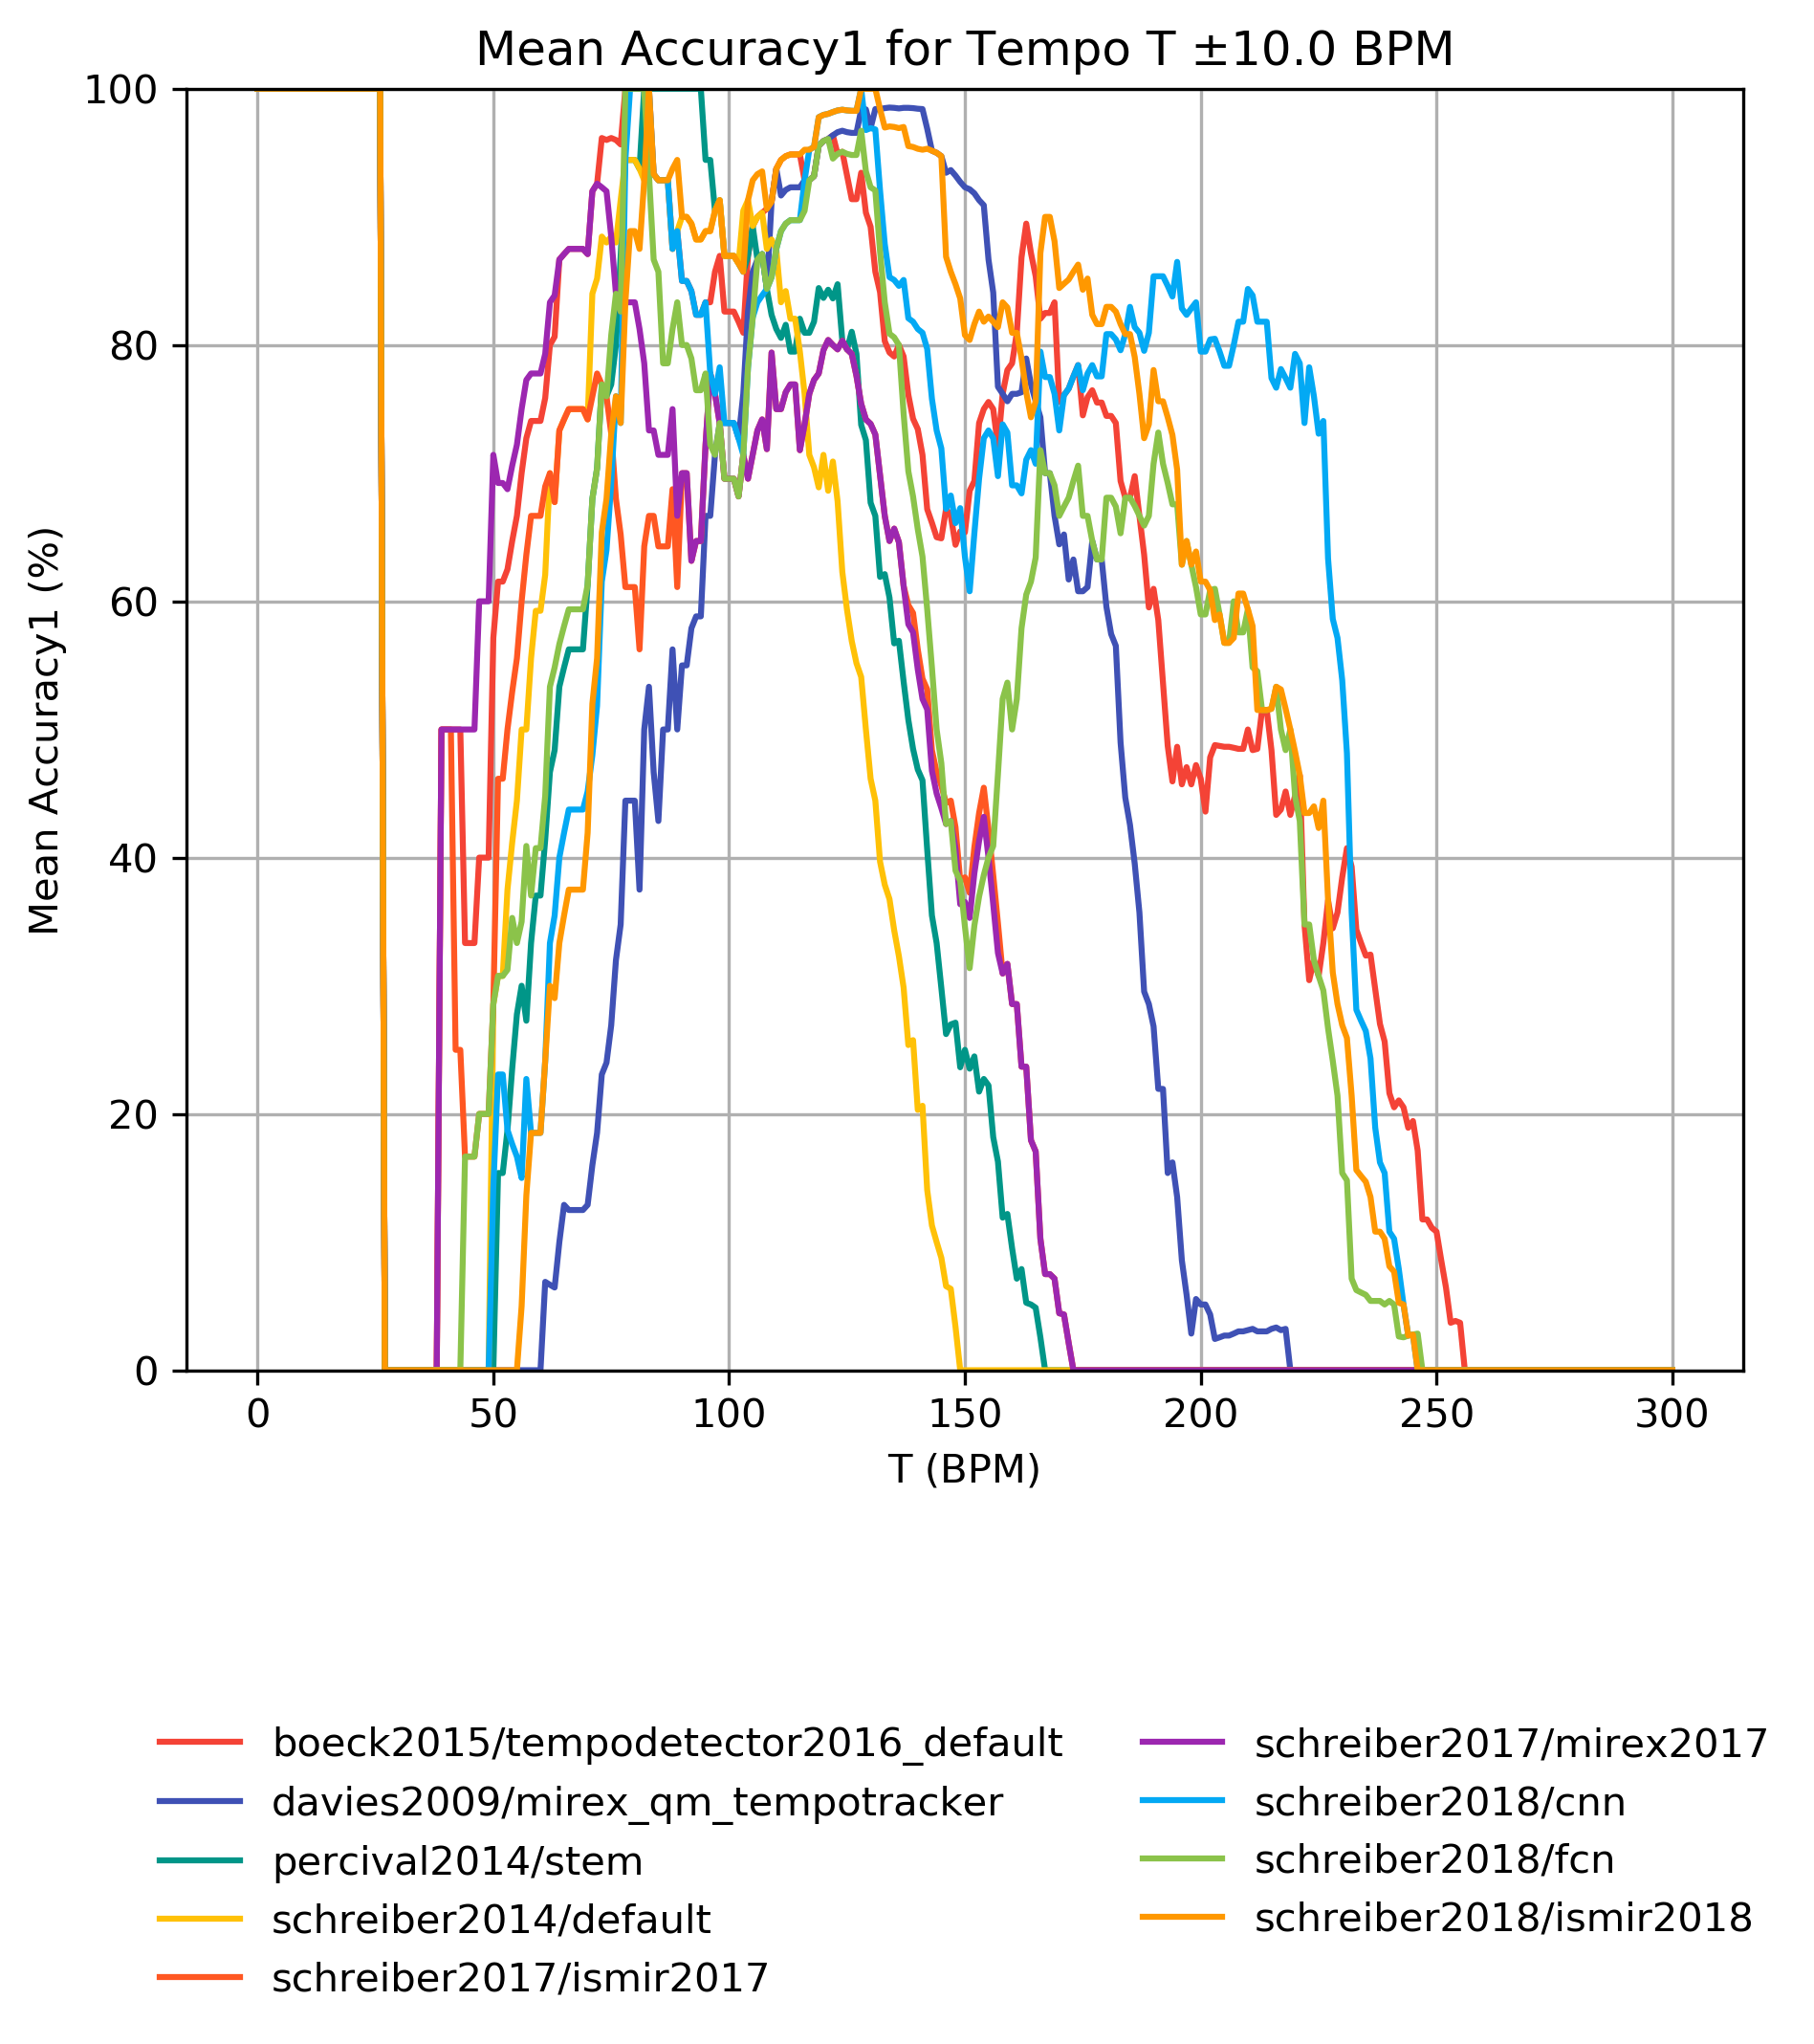 Mean Accuracy1 for Tempo T ±10.0 BPM
Mean Accuracy1 (%)
100
80
60
40
20
0
0 50 100 150 200 250 300
T (BPM)
boeck2015/tempodetector2016_default
davies2009/mirex_qm_tempotracker
percival2014/stem
schreiber2014/default
schreiber2017/ismir2017
schreiber2017/mirex2017
schreiber2018/cnn
schreiber2018/fcn
schreiber2018/ismir2018